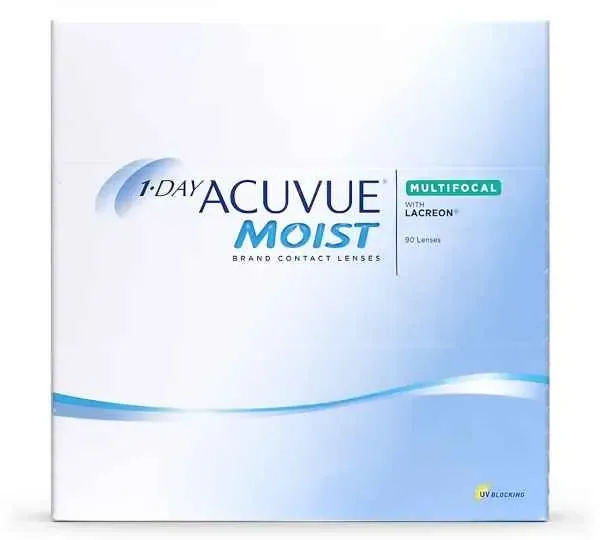 1·DAY ACUVUE®
MOIST
BRAND CONTACT LENSES
MULTIFOCAL
WITH
LACREON®
90 Lenses
UV BLOCKING